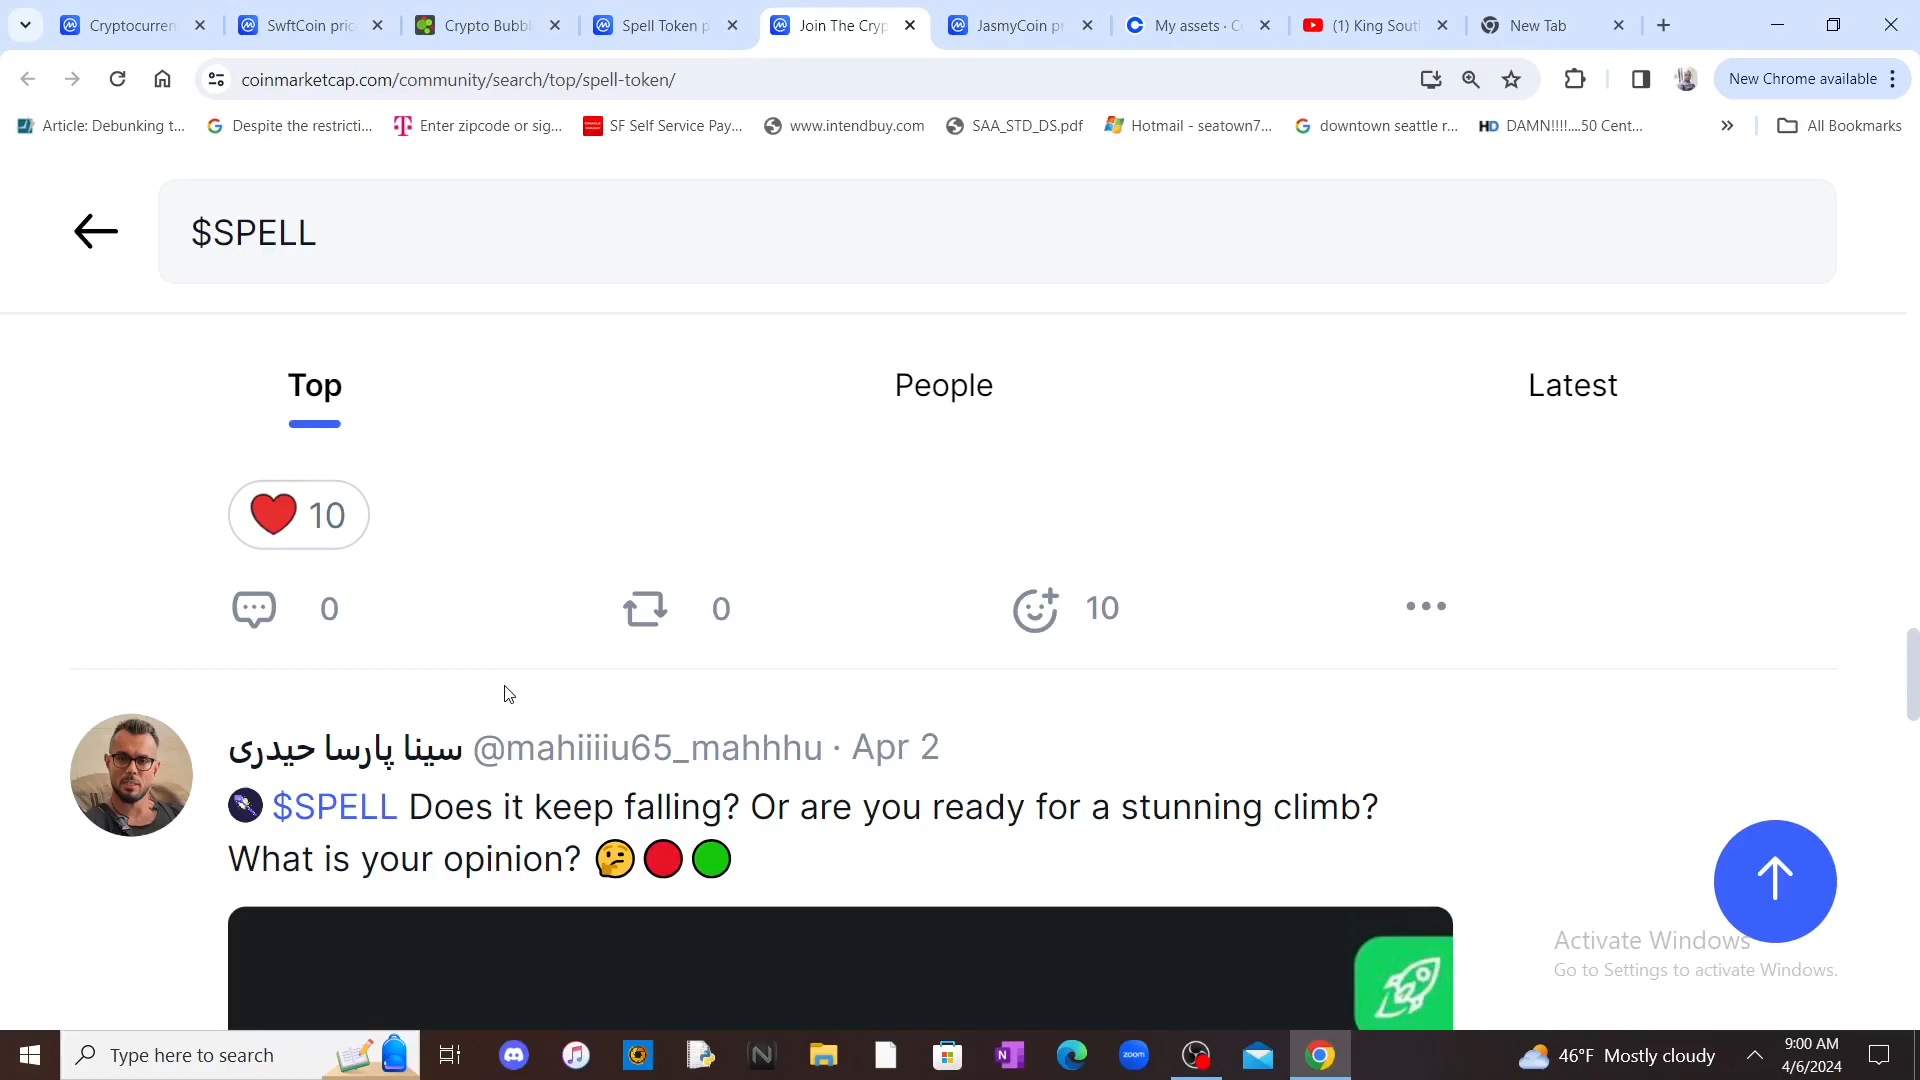 Cryptocurren
SwftCoin pric
Crypto Bubbl
Spell Token p
Join The Cryp
JasmyCoin pr
My assets · C
(1) King Sout
New Tab
coinmarketcap.com/community/search/top/spell-token/
New Chrome available
Article: Debunking t...
Despite the restricti...
Enter zipcode or sig...
SF Self Service Pay...
www.intendbuy.com
SAA_STD_DS.pdf
Hotmail - seatown7...
downtown seattle r...
HD DAMN!!!!....50 Cent...
All Bookmarks
$SPELL
Top
People
Latest
10
0
0
10
سینا پارسا حیدری @mahiiiiu65_mahhhu · Apr 2
$SPELL Does it keep falling? Or are you ready for a stunning climb?
What is your opinion? 🤔🔴🟢
Activate Windows
Go to Settings to activate Windows.
Type here to search
zoom
46°F Mostly cloudy
9:00 AM
4/6/2024